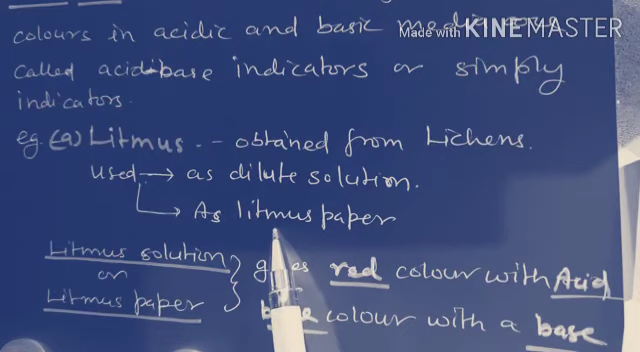 colours in acidic and basic media are
Made with KINEMASTER
called acid-base indicators or simply
indicators.
eg. (a) Litmus -- obtained from Lichens.
used → as dilute solution.
→ As litmus paper
Litmus solution
or
Litmus paper
gives red colour with Acid
colour with a base